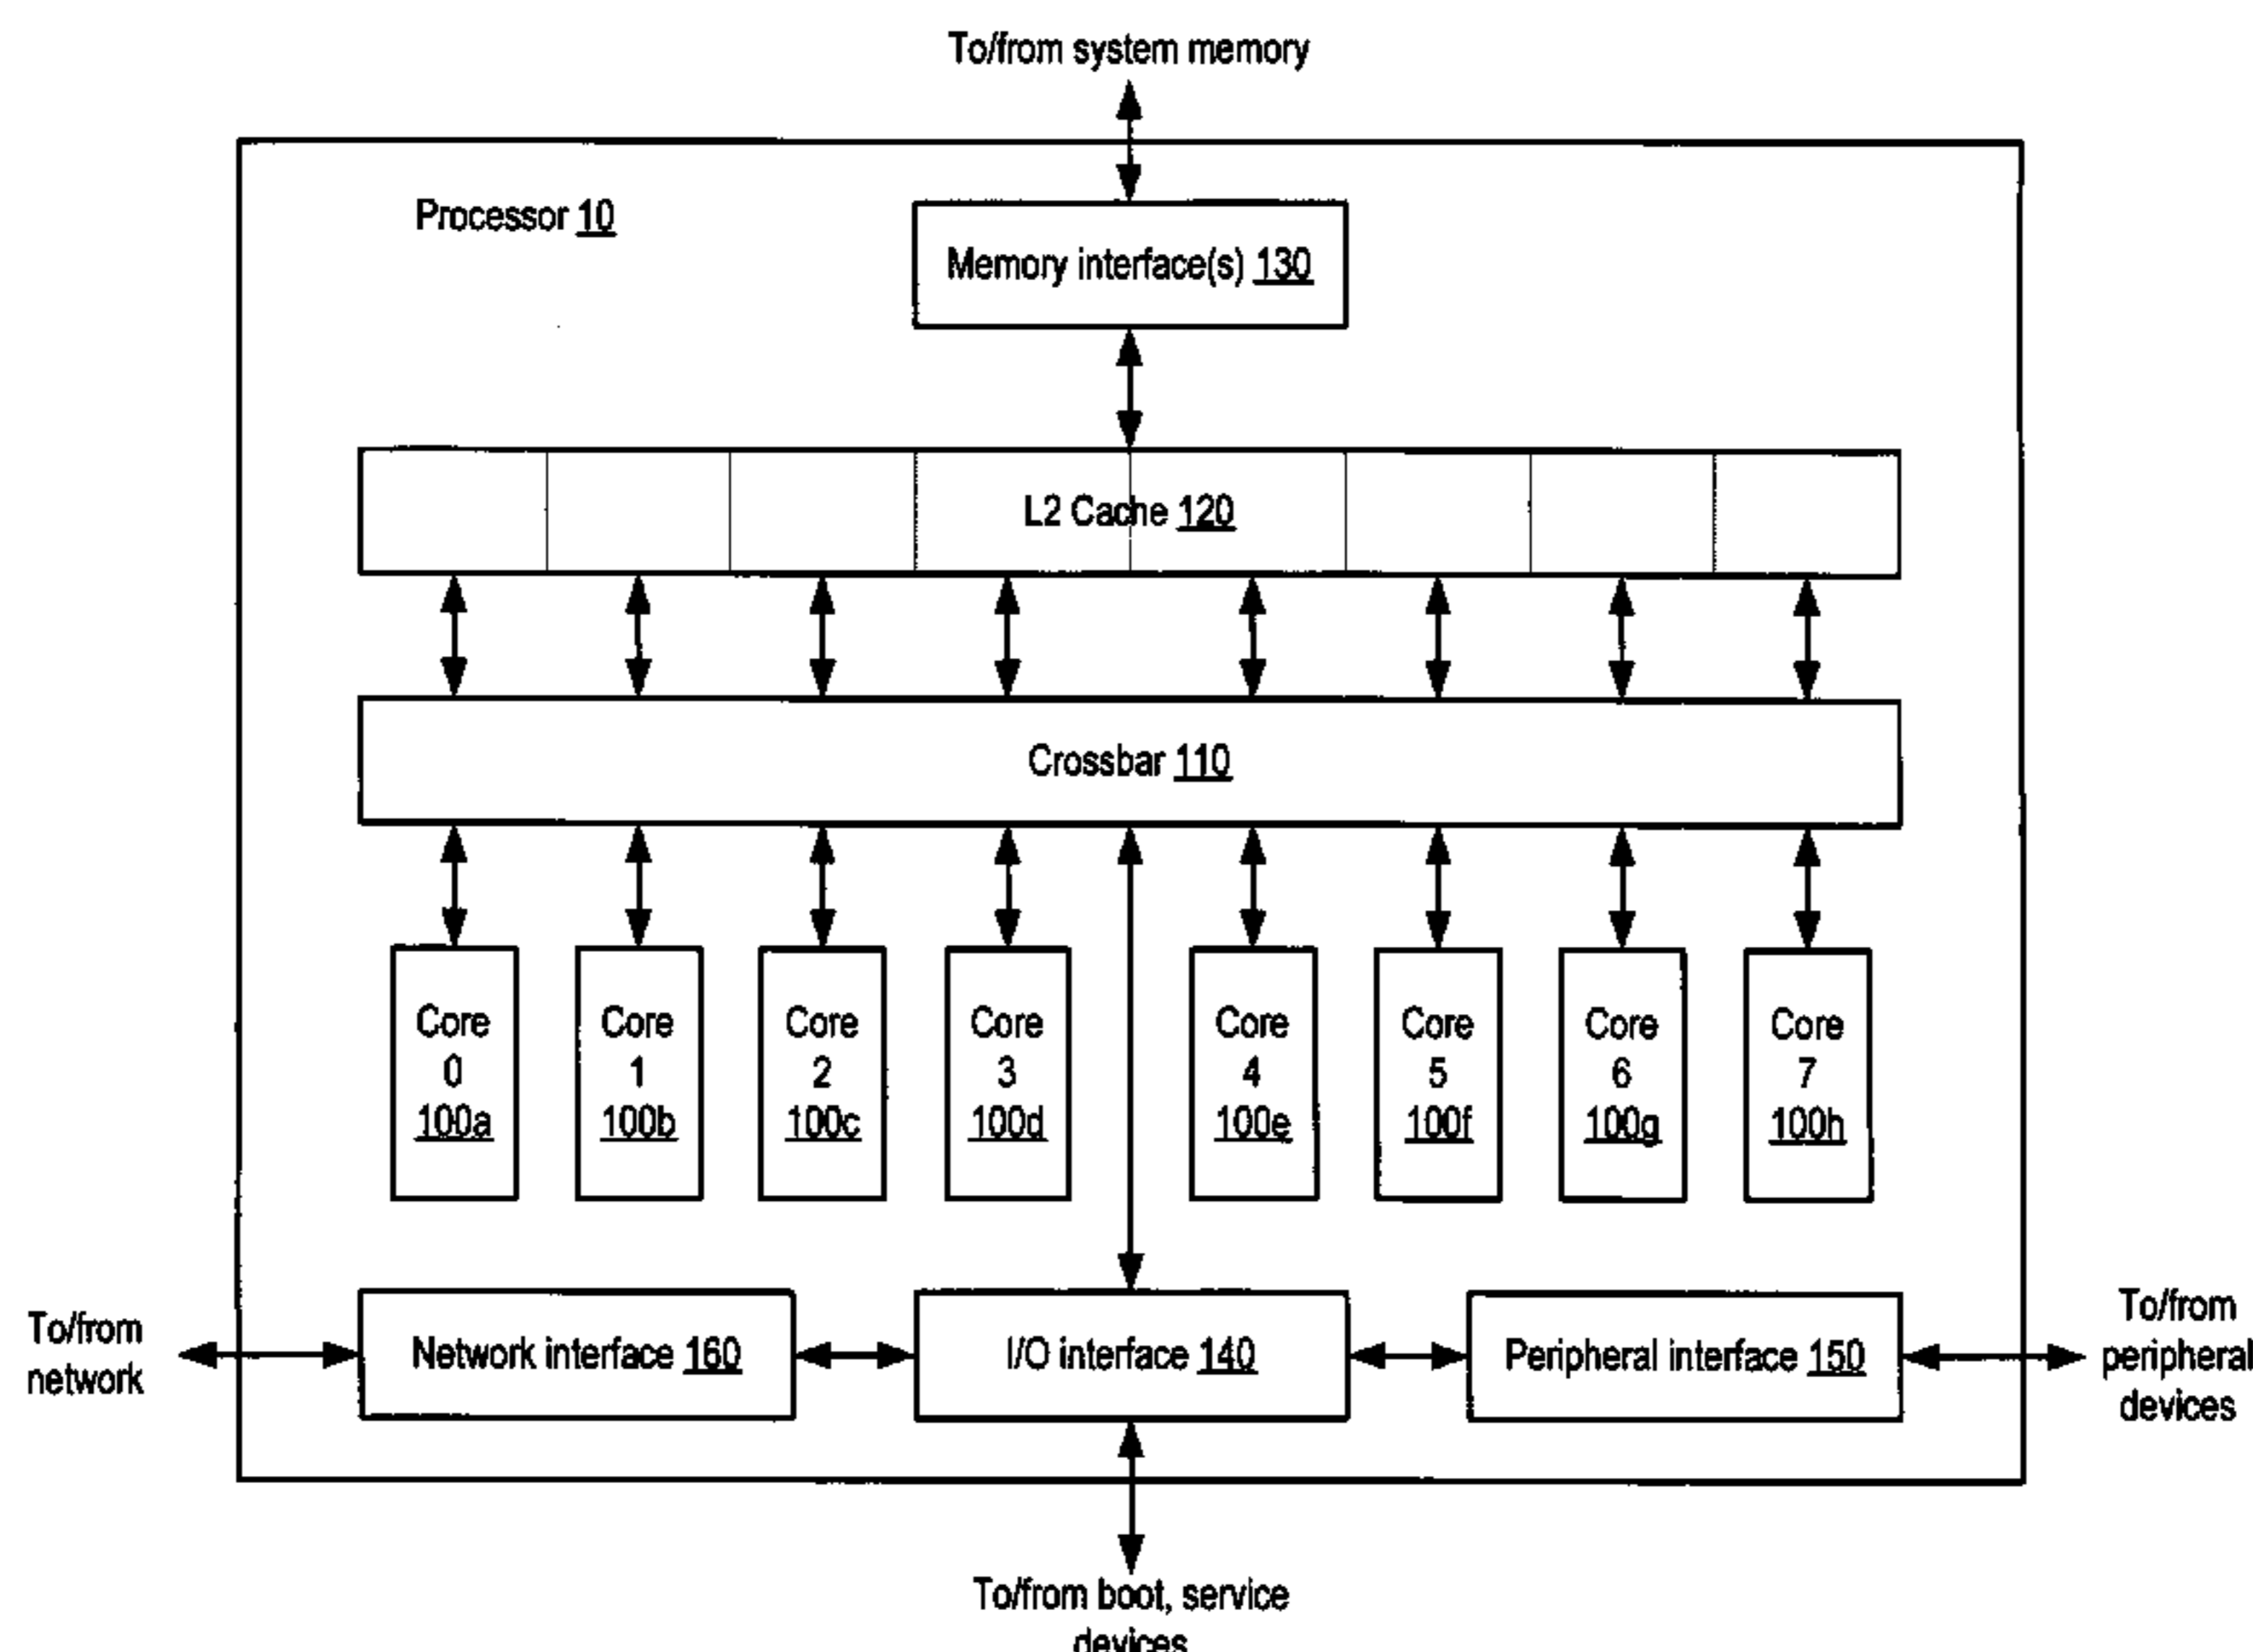 To/from system memory
Processor 10
Memory interface(s) 130
L2 Cache 120
Crossbar 110
Core
0
100a
Core
1
100b
Core
2
100c
Core
3
100d
Core
4
100e
Core
5
100f
Core
6
100g
Core
7
100h
To/from
network
Network interface 160
I/O interface 140
Peripheral interface 150
To/from
peripheral
devices
To/from boot, service
devices